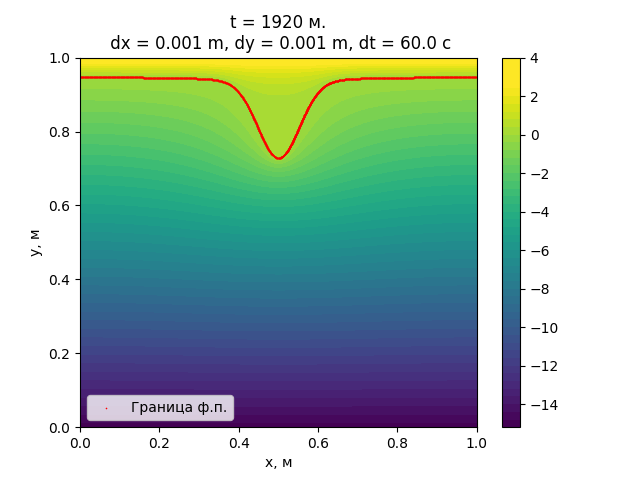 t = 1920 м.
dx = 0.001 m, dy = 0.001 m, dt = 60.0 с
1.0
0.8
0.6
0.4
0.2
0.0
y, м
0.0 0.2 0.4 0.6 0.8 1.0
x, м
Граница ф.п.
4
2
0
−2
−4
−6
−8
−10
−12
−14